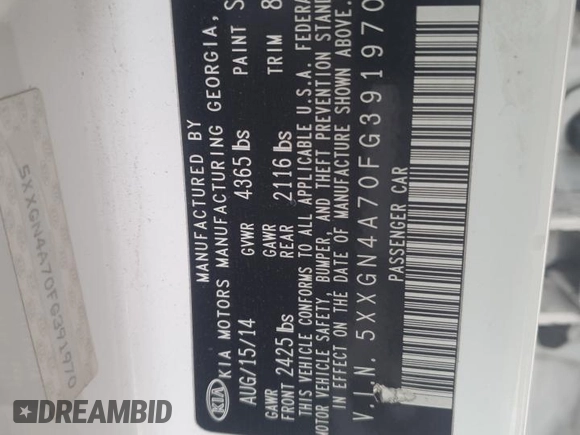 KIA
MANUFACTURED BY
KIA MOTORS MANUFACTURING GEORGIA,
AUG/15/14 GVWR 4365 lbs PAINT S
GAWR FRONT 2425 lbs GAWR REAR 2116 lbs TRIM 8
THIS VEHICLE CONFORMS TO ALL APPLICABLE U.S.A. FEDERA
MOTOR VEHICLE SAFETY, BUMPER, AND THEFT PREVENTION STAN
IN EFFECT ON THE DATE OF MANUFACTURE SHOWN ABOVE.
V.I.N. 5XXGN4A70FG391970
PASSENGER CAR
5XXGN4A70FG391970
DREAMBID